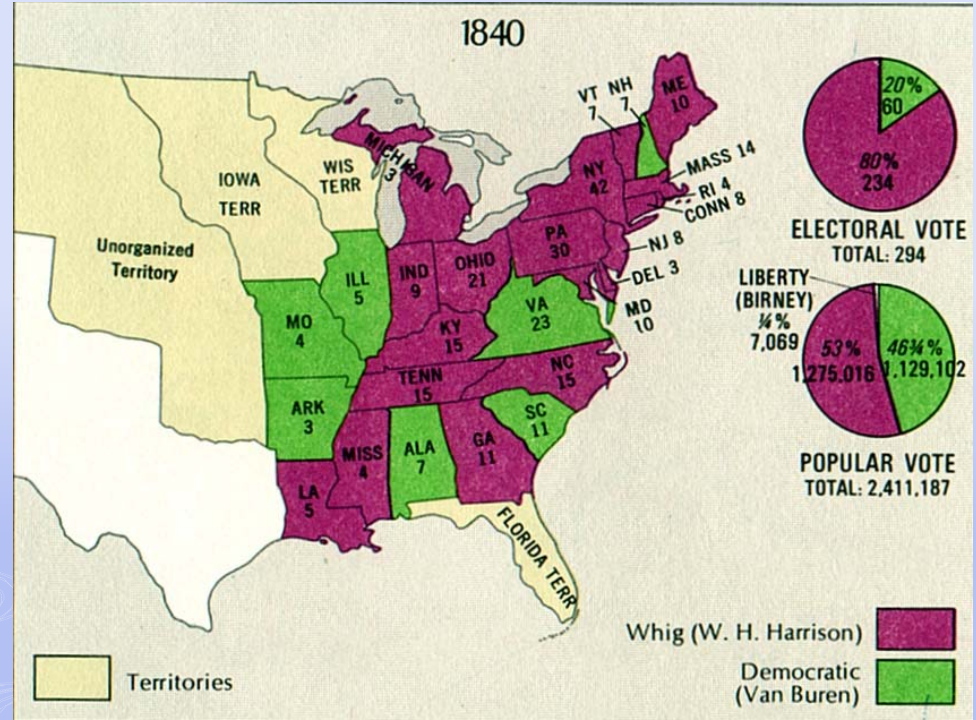 1840
VT NH
7 7
ME
10
MASS 14
RI 4
CONN 8
NY
42
MICHIGAN
3
WIS
TERR
IOWA
TERR
Unorganized
Territory
PA
30
NJ 8
DEL 3
MD
10
ILL
5
IND
9
OHIO
21
VA
23
MO
4
KY
15
NC
15
TENN
15
ARK
3
SC
11
MISS
4
ALA
7
GA
11
LA
5
FLORIDA TERR
20%
60
80%
234
ELECTORAL VOTE
TOTAL: 294
LIBERTY
(BIRNEY)
¼%
7,069
53%
1,275,016
46¾%
1,129,102
POPULAR VOTE
TOTAL: 2,411,187
Whig (W. H. Harrison)
Democratic
(Van Buren)
Territories